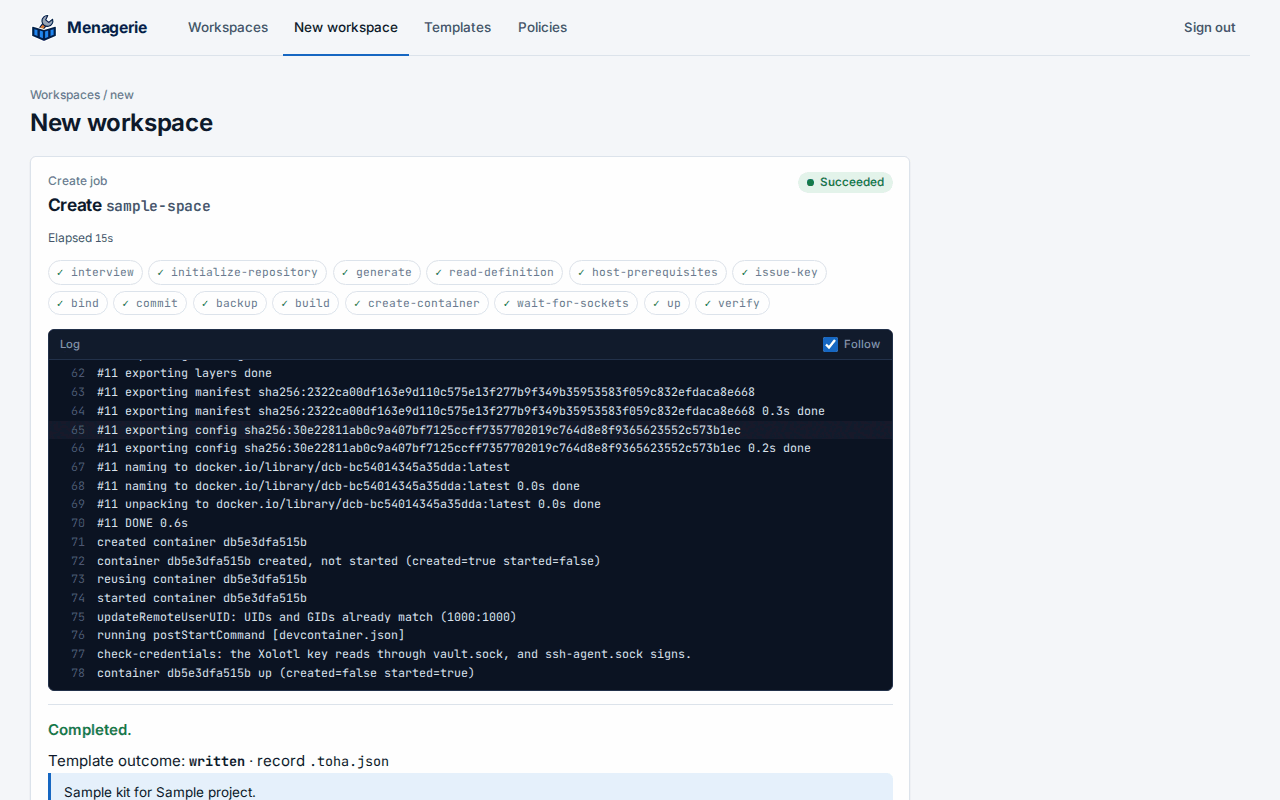 Menagerie Workspaces New workspace Templates Policies Sign out
Workspaces / new
New workspace
Create job
Succeeded
Create sample-space
Elapsed 15s
✓ interview ✓ initialize-repository ✓ generate ✓ read-definition ✓ host-prerequisites ✓ issue-key
✓ bind ✓ commit ✓ backup ✓ build ✓ create-container ✓ wait-for-sockets ✓ up ✓ verify
Log Follow
62 #11 exporting layers done
63 #11 exporting manifest sha256:2322ca00df163e9d110c575e13f277b9f349b35953583f059c832efdaca8e668
64 #11 exporting manifest sha256:2322ca00df163e9d110c575e13f277b9f349b35953583f059c832efdaca8e668 0.3s done
65 #11 exporting config sha256:30e22811ab0c9a407bf7125ccff7357702019c764d8e8f9365623552c573b1ec
66 #11 exporting config sha256:30e22811ab0c9a407bf7125ccff7357702019c764d8e8f9365623552c573b1ec 0.2s done
67 #11 naming to docker.io/library/dcb-bc54014345a35dda:latest
68 #11 naming to docker.io/library/dcb-bc54014345a35dda:latest 0.0s done
69 #11 unpacking to docker.io/library/dcb-bc54014345a35dda:latest 0.0s done
70 #11 DONE 0.6s
71 created container db5e3dfa515b
72 container db5e3dfa515b created, not started (created=true started=false)
73 reusing container db5e3dfa515b
74 started container db5e3dfa515b
75 updateRemoteUserUID: UIDs and GIDs already match (1000:1000)
76 running postStartCommand [devcontainer.json]
77 check-credentials: the Xolotl key reads through vault.sock, and ssh-agent.sock signs.
78 container db5e3dfa515b up (created=false started=true)
Completed.
Template outcome: written · record .toha.json
Sample kit for Sample project.